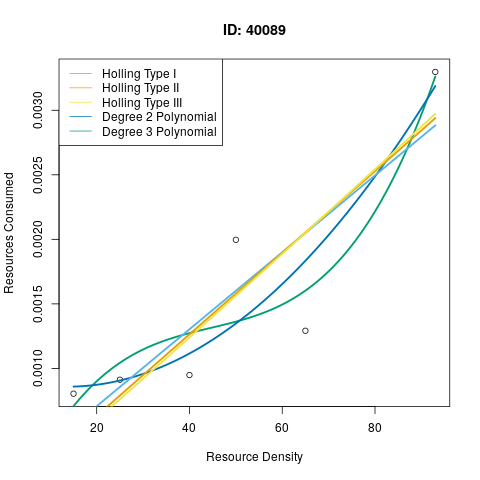 ID: 40089
Holling Type I
Holling Type II
Holling Type III
Degree 2 Polynomial
Degree 3 Polynomial
Resources Consumed
0.0030
0.0025
0.0020
0.0015
0.0010
20 40 60 80
Resource Density